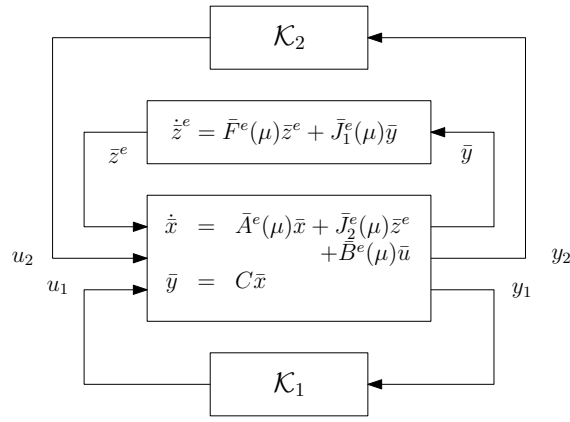 𝒦₂
ż̄ᵉ = F̄ᵉ(μ)z̄ᵉ + J̄₁ᵉ(μ)ȳ
z̄ᵉ
ȳ
ẋ̄ = Āᵉ(μ)x̄ + J̄₂ᵉ(μ)z̄ᵉ
+B̄ᵉ(μ)ū
u₂
y₂
ȳ = Cx̄
u₁
y₁
𝒦₁